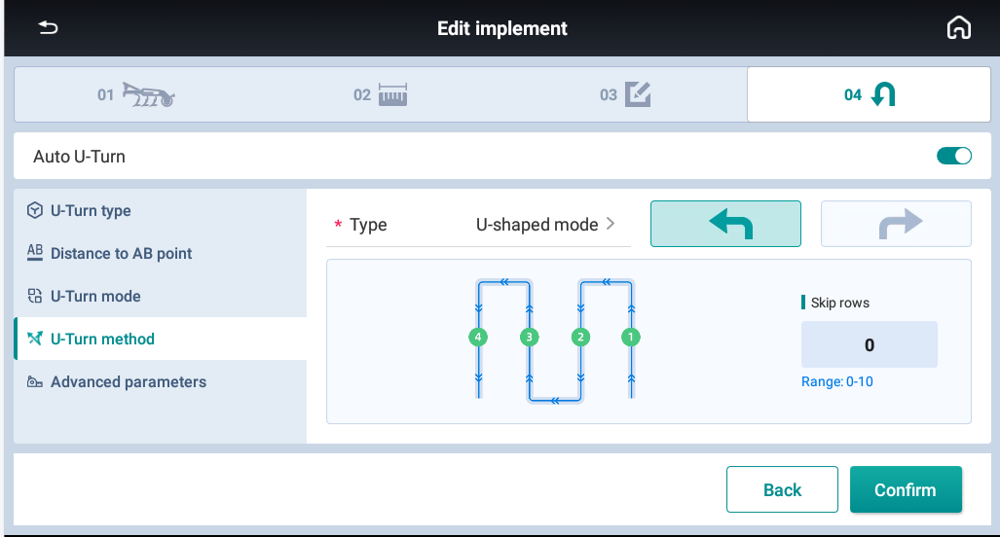 Edit implement
01
02
03
04
Auto U-Turn
U-Turn type
AB
Distance to AB point
U-Turn mode
U-Turn method
Advanced parameters
* Type
U-shaped mode
4
3
2
1
Skip rows
0
Range: 0-10
Back
Confirm